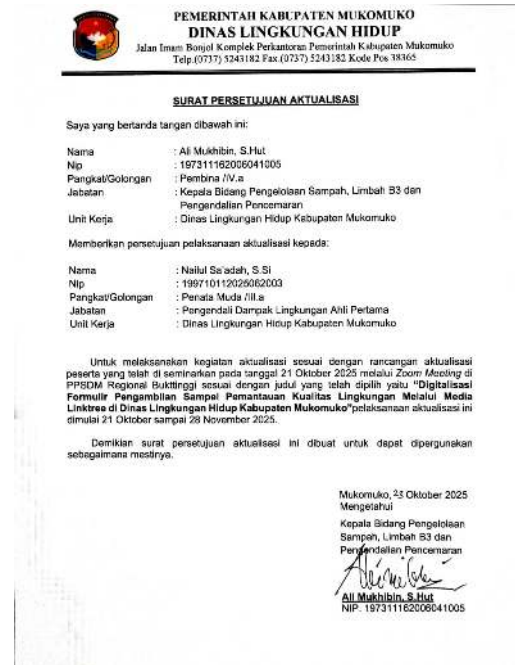 PEMERINTAH KABUPATEN MUKOMUKO
DINAS LINGKUNGAN HIDUP
Jalan Imam Bonjol Komplek Perkantoran Pemerintah Kabupaten Mukomuko
Telp.(0737) 5243182 Fax.(0737) 5243182 Kode Pos 38365
SURAT PERSETUJUAN AKTUALISASI
Saya yang bertanda tangan dibawah ini:
Nama : Ali Mukhibin, S.Hut
Nip : 197311162006041005
Pangkat/Golongan : Pembina /IV.a
Jabatan : Kepala Bidang Pengelolaan Sampah, Limbah B3 dan
Pengendalian Pencemaran
Unit Kerja : Dinas Lingkungan Hidup Kabupaten Mukomuko
Memberikan persetujuan pelaksanaan aktualisasi kepada:
Nama : Nailul Sa'adah, S.Si
Nip : 199710112025062003
Pangkat/Golongan : Penata Muda /III.a
Jabatan : Pengendali Dampak Lingkungan Ahli Pertama
Unit Kerja : Dinas Lingkungan Hidup Kabupaten Mukomuko
Untuk melaksanakan kegiatan aktualisasi sesuai dengan rancangan aktualisasi
peserta yang telah di seminarkan pada tanggal 21 Oktober 2025 melalui Zoom Meeting di
PPSDM Regional Bukittinggi sesuai dengan judul yang telah dipilih yaitu "Digitalisasi
Formulir Pengambilan Sampel Pemantauan Kualitas Lingkungan Melalui Media
Linktree di Dinas Lingkungan Hidup Kabupaten Mukomuko"pelaksanaan aktualisasi ini
dimulai 21 Oktober sampai 28 November 2025.
Demikian surat persetujuan aktualisasi ini dibuat untuk dapat dipergunakan
sebagaimana mestinya.
Mukomuko, 23 Oktober 2025
Mengetahui
Kepala Bidang Pengelolaan
Sampah, Limbah B3 dan
Pengendalian Pencemaran
Ali Mukhibin, S.Hut
NIP. 197311162006041005